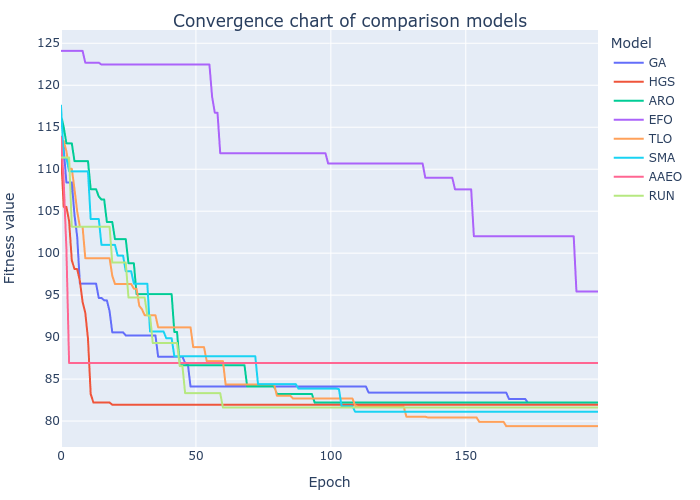 Convergence chart of comparison models
Fitness value
125
120
115
110
105
100
95
90
85
80
0
50
100
150
Epoch
Model
GA
HGS
ARO
EFO
TLO
SMA
AAEO
RUN